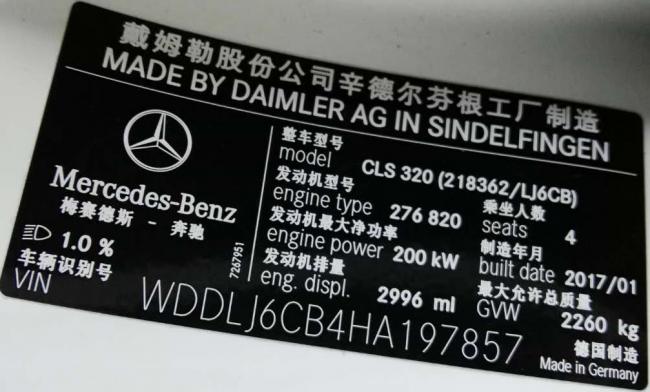 戴姆勒股份公司辛德尔芬根工厂制造
MADE BY DAIMLER AG IN SINDELFINGEN
Mercedes-Benz
梅赛德斯 - 奔驰
1.0 %
车辆识别号
VIN
7267951
整车型号
model CLS 320 (218362/LJ6CB)
发动机型号 乘坐人数
engine type 276 820 seats 4
发动机最大净功率 制造年月
engine power 200 kW built date 2017/01
发动机排量 最大允许总质量
eng. displ. 2996 ml GVW 2260 kg
WDDLJ6CB4HA197857
德国制造
Made in Germany